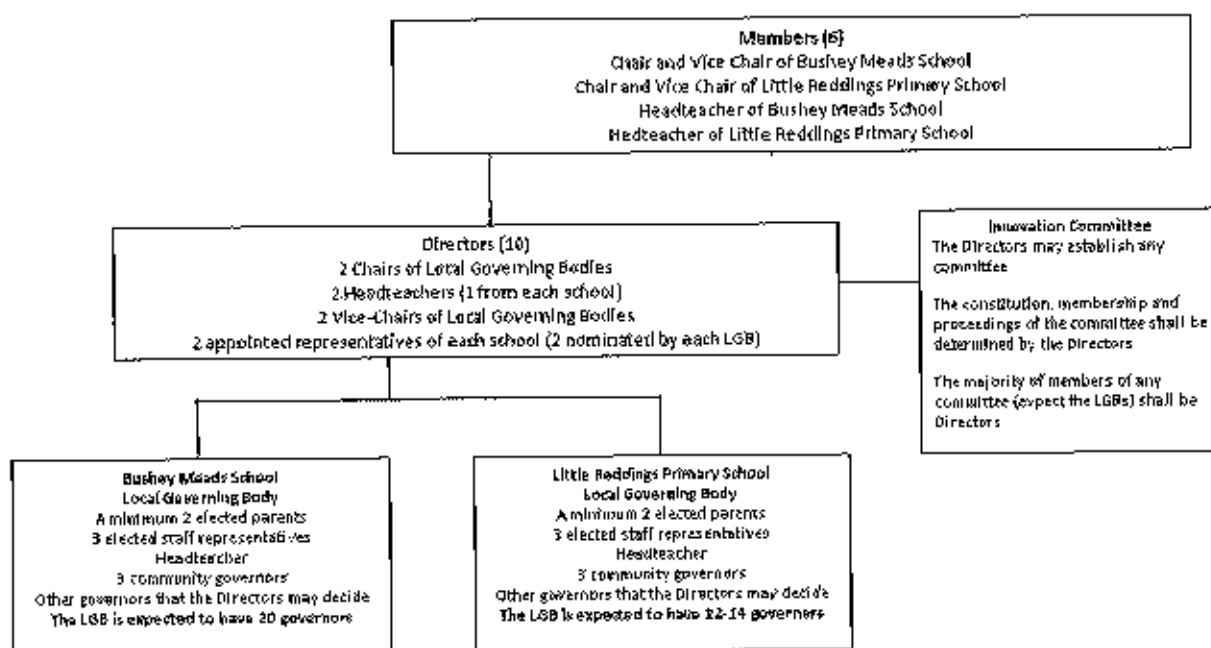 Members (6)
Chair and Vice Chair of Bushey Meads School
Chair and Vice Chair of Little Reddings Primary School
Headteacher of Bushey Meads School
Hedteacher of Little Reddings Primary School
Directors (10)
2 Chairs of Local Governing Bodies
2 Headteachers (1 from each school)
2 Vice-Chairs of Local Governing Bodies
2 appointed representatives of each school (2 nominated by each LGB)
Innovation Committee
The Directors may establish any
committee
The constitution, membership and
proceedings of the committee shall be
determined by the Directors
The majority of members of any
committee (expect the LGBs) shall be
Directors
Bushey Meads School
Local Governing Body
A minimum 2 elected parents
3 elected staff representatives
Headteacher
3 community governors
Other governors that the Directors may decide
The LGB is expected to have 20 governors
Little Reddings Primary School
Local Governing Body
A minimum 2 elected parents
3 elected staff representatives
Headteacher
3 community governors
Other governors that the Directors may decide
The LGB is expected to have 12-14 governors